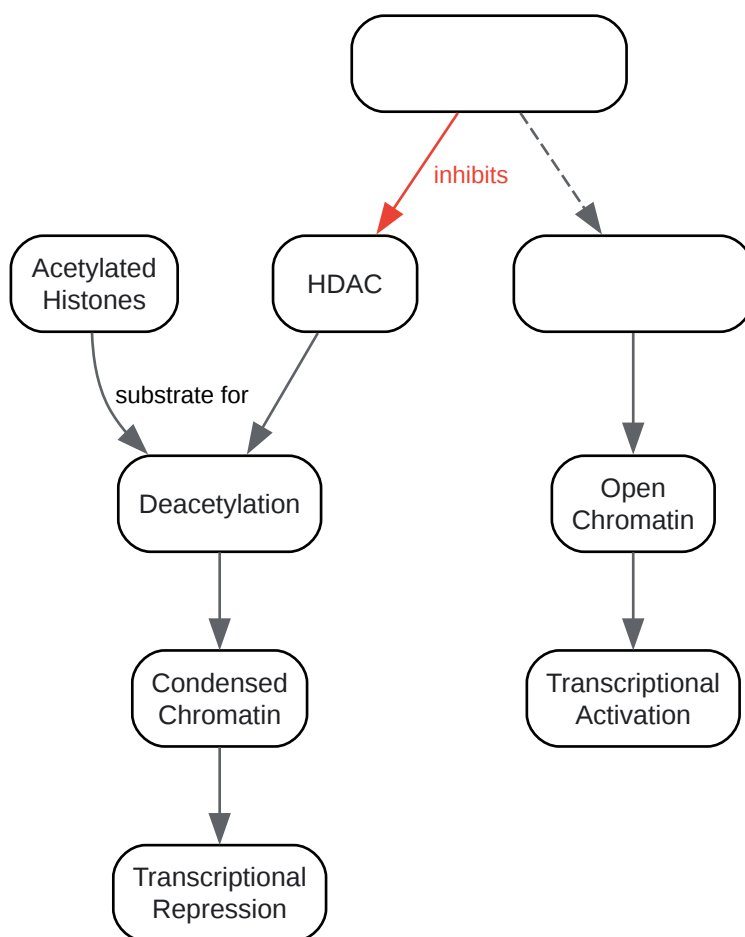 inhibits
Acetylated
Histones
HDAC
substrate for
Deacetylation
Open
Chromatin
Condensed
Chromatin
Transcriptional
Activation
Transcriptional
Repression